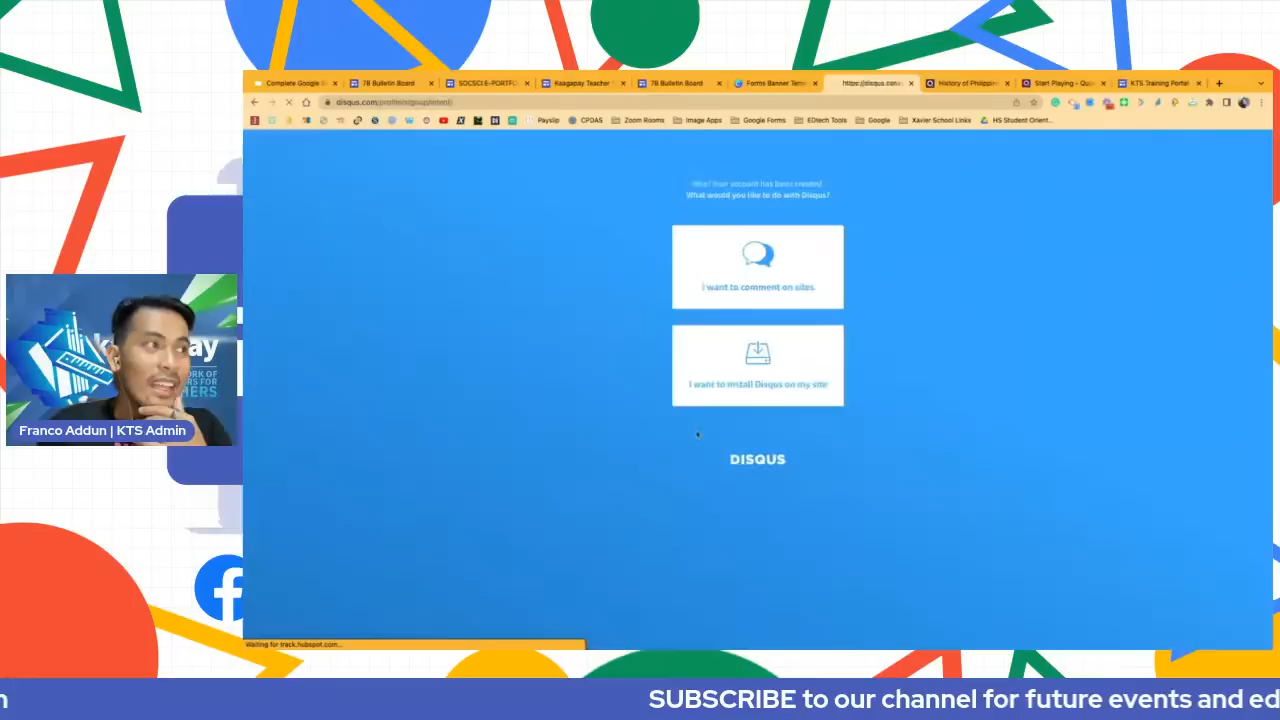 Complete Google
7B Bulletin Board
SOCSCI E-PORTFO
Kaagapay Teacher
7B Bulletin Board
Forms Banner Tem
https://disqus.com
History of Philippin
Start Playing - Qu
KTS Training Portal
Payslip
CPDAS
Zoom Rooms
Image Apps
Google Forms
EDtech Tools
Google
Xavier School Links
HS Student Orient...
Your account has been created.
What would you like to do with Disqus?
I want to comment on sites
I want to install Disqus on my site
DISQUS
Franco Addun | KTS Admin
Waiting for track.hubspot.com...
SUBSCRIBE to our channel for future events and ed